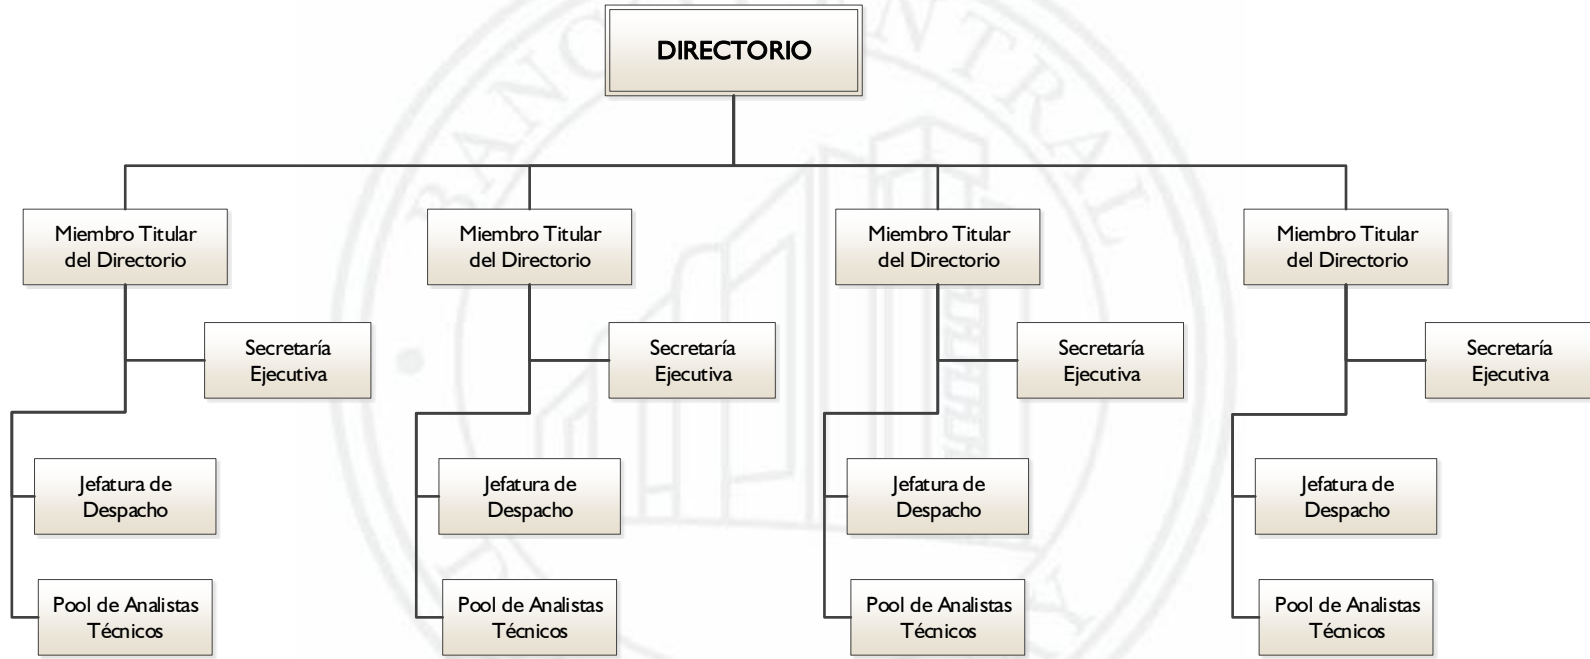 DIRECTORIO
Miembro Titular
del Directorio
Miembro Titular
del Directorio
Miembro Titular
del Directorio
Miembro Titular
del Directorio
Secretaría
Ejecutiva
Secretaría
Ejecutiva
Secretaría
Ejecutiva
Secretaría
Ejecutiva
Jefatura de
Despacho
Jefatura de
Despacho
Jefatura de
Despacho
Jefatura de
Despacho
Pool de Analistas
Técnicos
Pool de Analistas
Técnicos
Pool de Analistas
Técnicos
Pool de Analistas
Técnicos